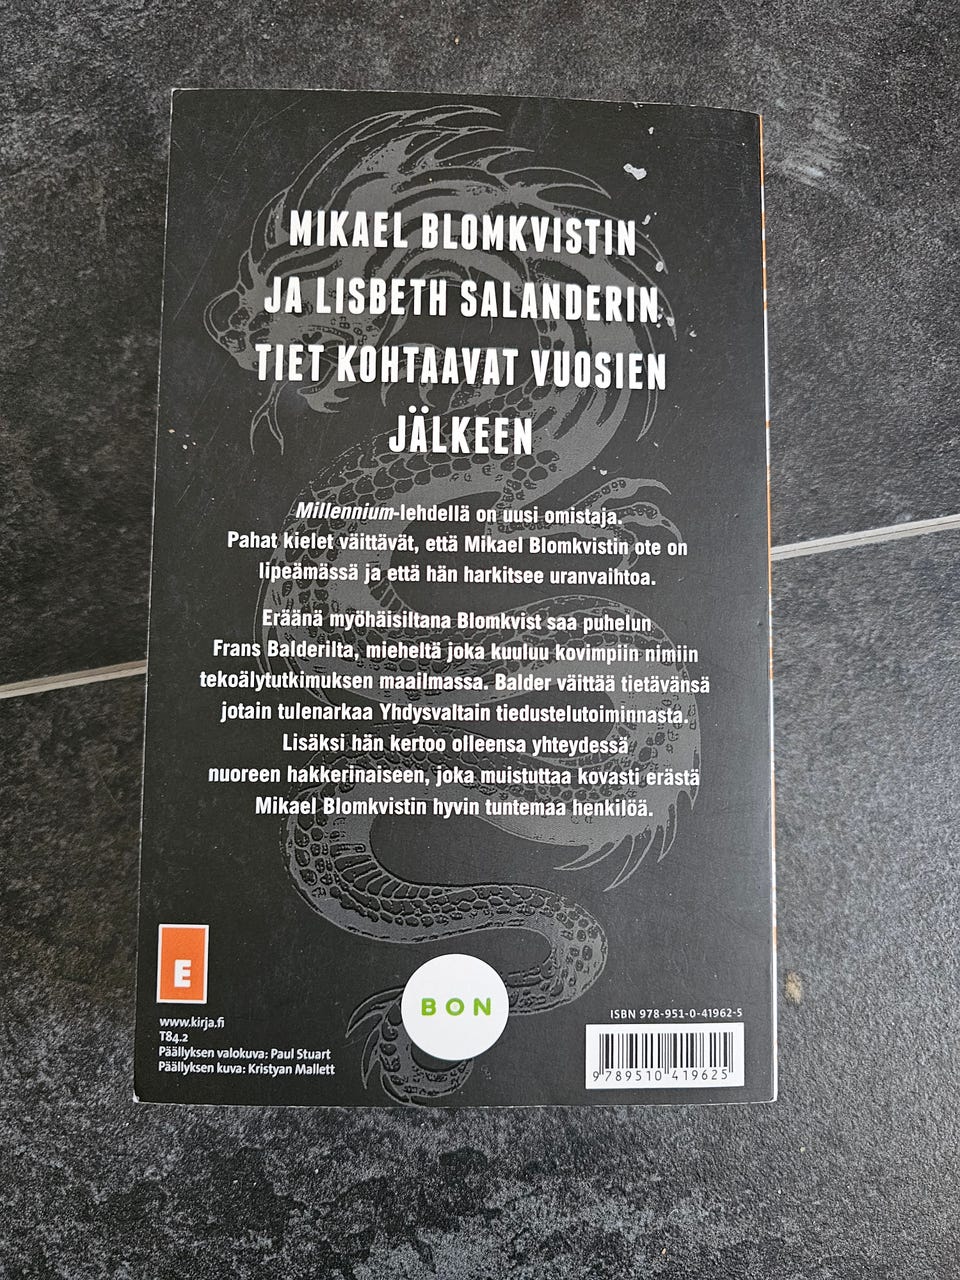 MIKAEL BLOMKVISTIN
JA LISBETH SALANDERIN
TIET KOHTAAVAT VUOSIEN
JÄLKEEN
Millennium-lehdellä on uusi omistaja.
Pahat kielet väittävät, että Mikael Blomkvistin ote on
lipeämässä ja että hän harkitsee uranvaihtoa.
Eräänä myöhäisiltana Blomkvist saa puhelun
Frans Balderilta, mieheltä joka kuuluu kovimpiin nimiin
tekoälytutkimuksen maailmassa. Balder väittää tietävänsä
jotain tulenarkaa Yhdysvaltain tiedustelutoiminnasta.
Lisäksi hän kertoo olleensa yhteydessä
nuoreen hakkerinaiseen, joka muistuttaa kovasti erästä
Mikael Blomkvistin hyvin tuntemaa henkilöä.
E
www.kirja.fi
T84.2
Päällyksen valokuva: Paul Stuart
Päällyksen kuva: Kristyan Mallett
BON
ISBN 978-951-0-41962-5
9 789510 419625